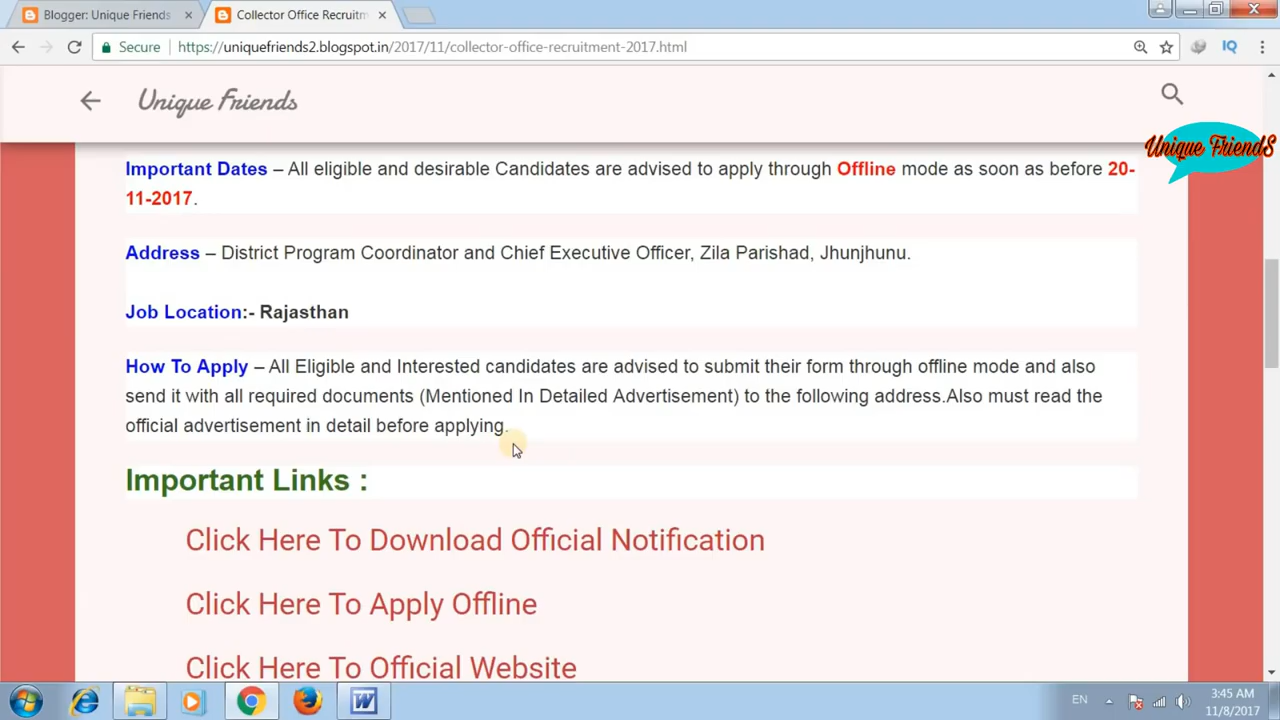 Blogger: Unique Friends
Collector Office Recruitm
Secure
https://uniquefriends2.blogspot.in/2017/11/collector-office-recruitment-2017.html
IQ
Unique Friends
Unique FriendS
Important Dates – All eligible and desirable Candidates are advised to apply through Offline mode as soon as before 20-
11-2017.
Address – District Program Coordinator and Chief Executive Officer, Zila Parishad, Jhunjhunu.
Job Location:- Rajasthan
How To Apply – All Eligible and Interested candidates are advised to submit their form through offline mode and also
send it with all required documents (Mentioned In Detailed Advertisement) to the following address.Also must read the
official advertisement in detail before applying.
Important Links :
Click Here To Download Official Notification
Click Here To Apply Offline
Click Here To Official Website
EN
3:45 AM
11/8/2017